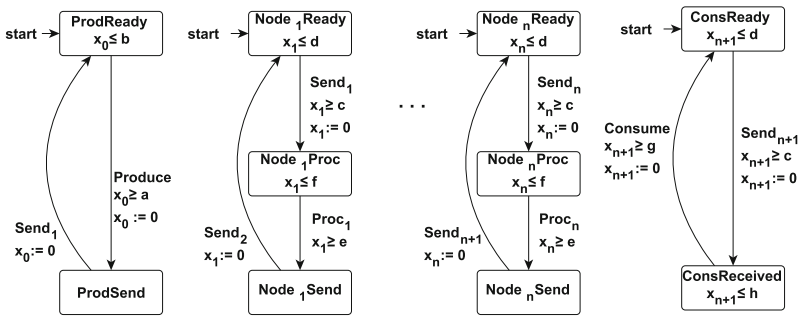 start
ProdReady
x0≤ b
Produce
x0≥ a
x0 := 0
Send1
x0:= 0
ProdSend
start
Node 1Ready
x1≤ d
Send1
x1≥ c
x1:= 0
Node 1Proc
x1≤ f
Proc1
x1≥ e
Send2
x1:= 0
Node 1Send
. . .
start
Node nReady
xn≤ d
Sendn
xn≥ c
xn:= 0
Node nProc
xn≤ f
Procn
xn≥ e
Sendn+1
xn:= 0
Node nSend
start
ConsReady
xn+1≤ d
Consume
xn+1≥ g
xn+1:= 0
Sendn+1
xn+1≥ c
xn+1:= 0
ConsReceived
xn+1≤ h